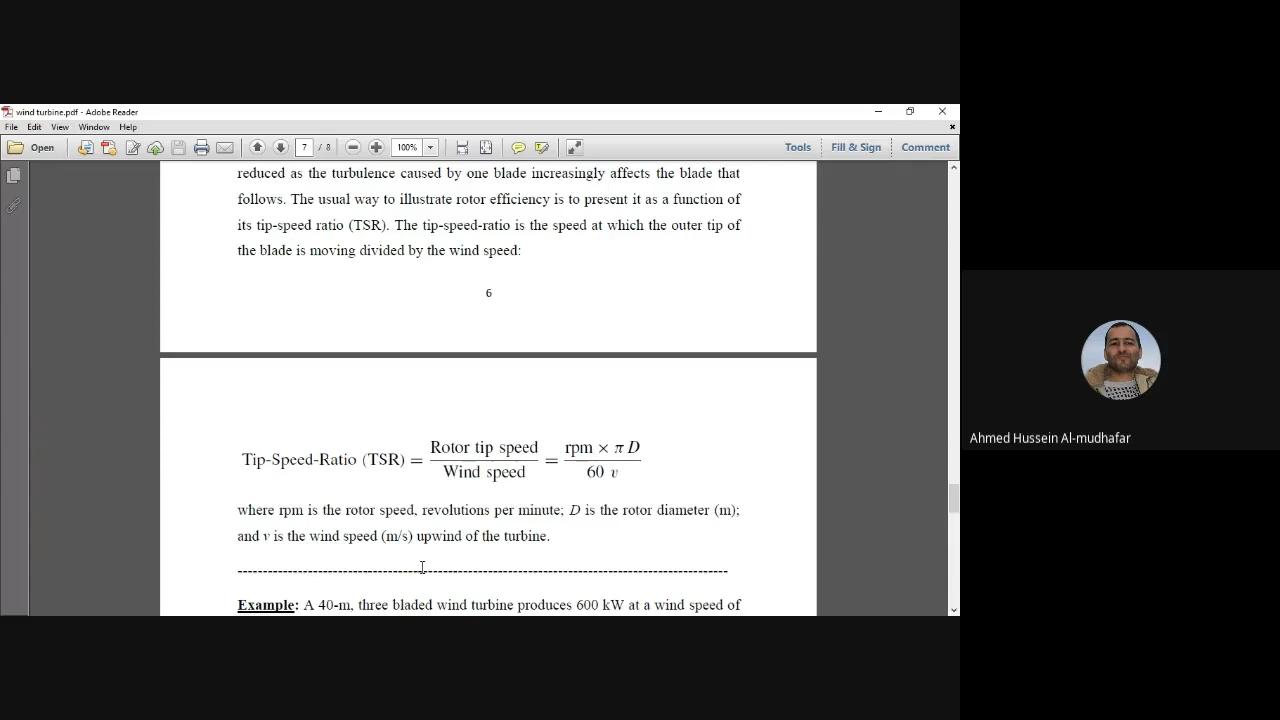 wind turbine.pdf - Adobe Reader
File Edit View Window Help
Open 7 / 8 100% Tools Fill & Sign Comment
reduced as the turbulence caused by one blade increasingly affects the blade that
follows. The usual way to illustrate rotor efficiency is to present it as a function of
its tip-speed ratio (TSR). The tip-speed-ratio is the speed at which the outer tip of
the blade is moving divided by the wind speed:
6
Tip-Speed-Ratio (TSR) = Rotor tip speed / Wind speed = rpm × π D / 60 v
where rpm is the rotor speed, revolutions per minute; D is the rotor diameter (m);
and v is the wind speed (m/s) upwind of the turbine.
--------------------------------------------------------------------------------------------------
Example: A 40-m, three bladed wind turbine produces 600 kW at a wind speed of
Ahmed Hussein Al-mudhafar